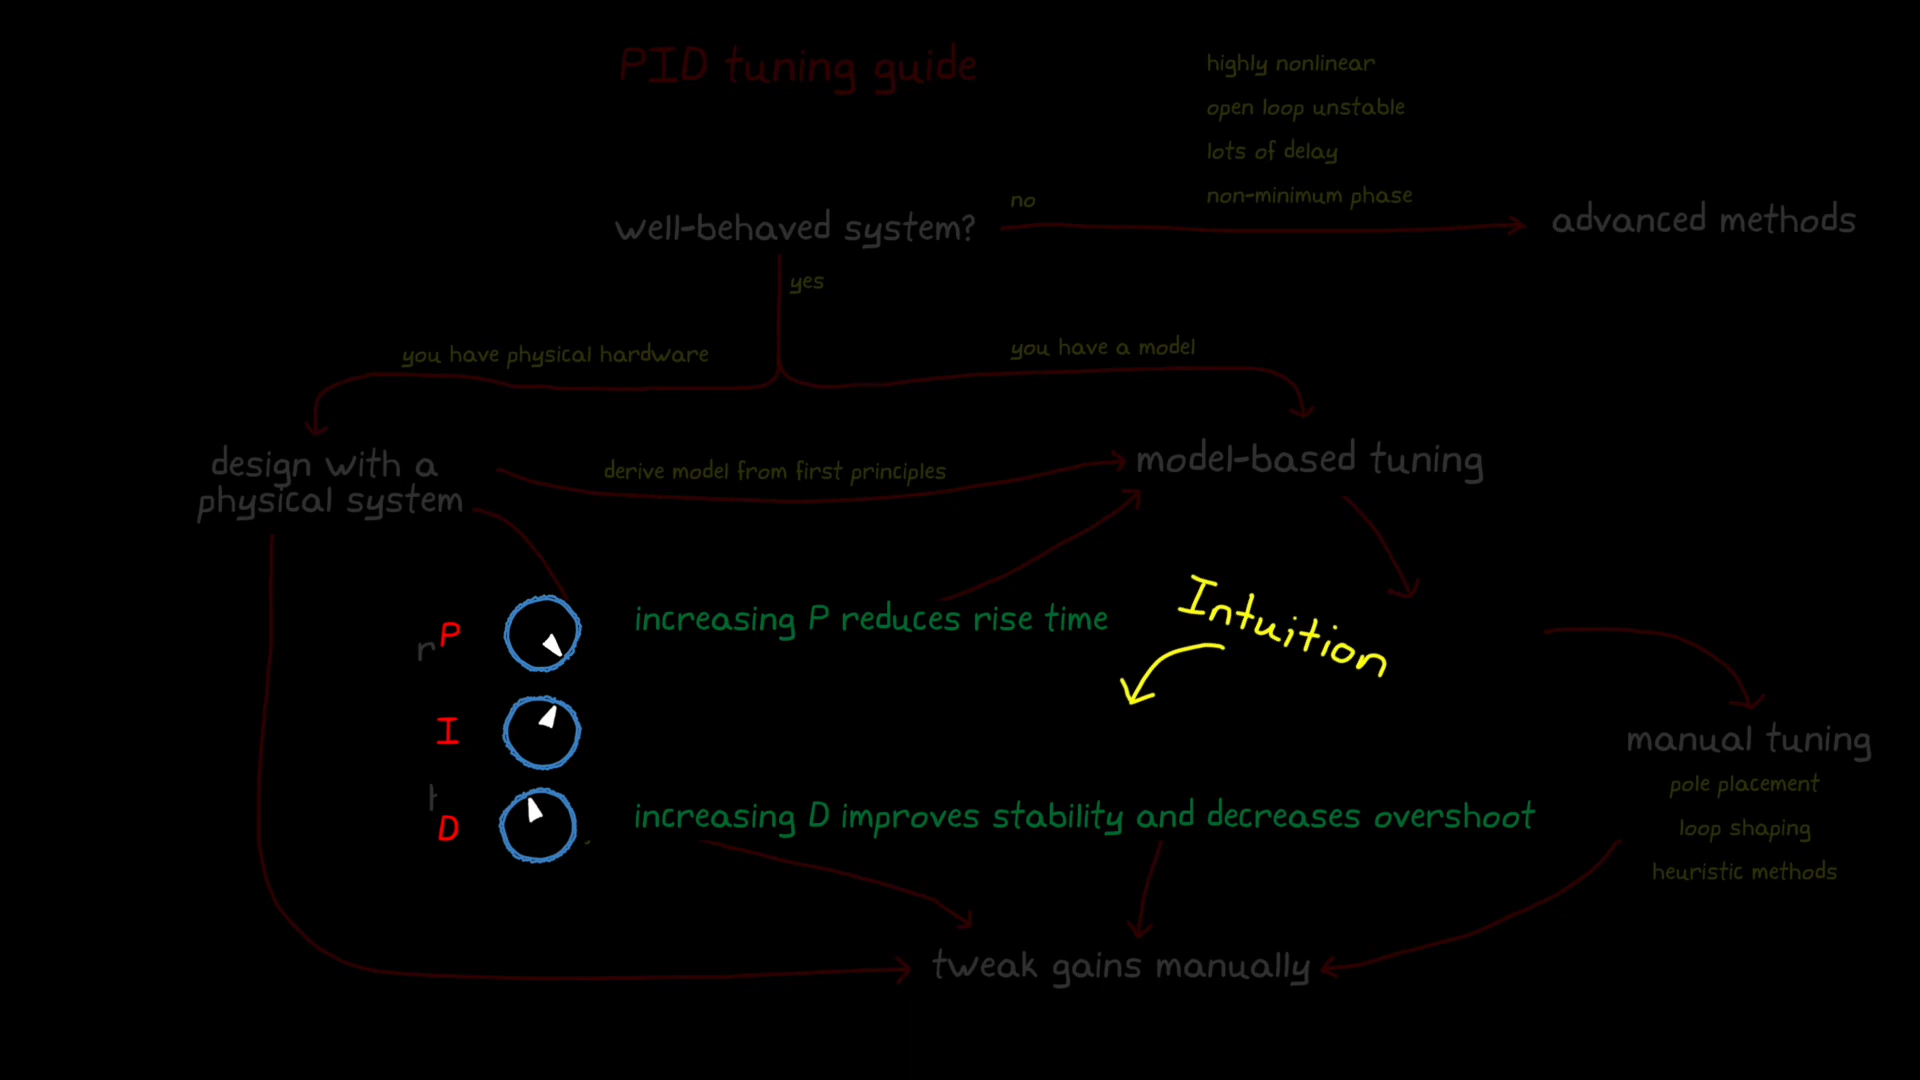 PID tuning guide
highly nonlinear
open loop unstable
lots of delay
non-minimum phase
no
well-behaved system?
advanced methods
yes
you have physical hardware
you have a model
design with a
physical system
derive model from first principles
model-based tuning
Intuition
P
increasing P reduces rise time
I
D
increasing D improves stability and decreases overshoot
manual tuning
pole placement
loop shaping
heuristic methods
tweak gains manually